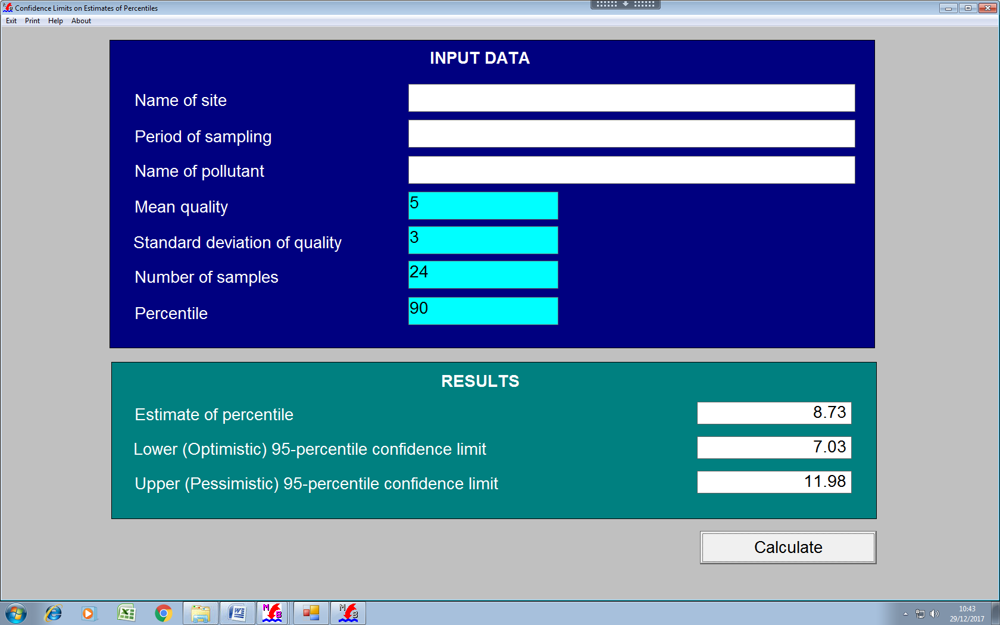 Confidence Limits on Estimates of Percentiles
Exit Print Help About
INPUT DATA
Name of site
Period of sampling
Name of pollutant
Mean quality 5
Standard deviation of quality 3
Number of samples 24
Percentile 90
RESULTS
Estimate of percentile 8.73
Lower (Optimistic) 95-percentile confidence limit 7.03
Upper (Pessimistic) 95-percentile confidence limit 11.98
Calculate
M B M B
10:43
29/12/2017